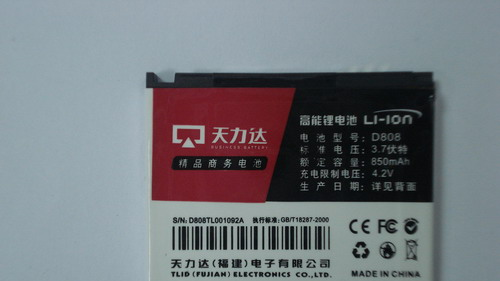 天力达
BUSINESS BATTERY
精品商务电池
高能锂电池 LI-ION
电池型号: D808
标准电压: 3.7伏特
额定容量: 850mAh
充电限制电压: 4.2V
生产日期: 详见背面
S/N: D808TL001092A 执行标准: GB/T18287-2000
天力达(福建)电子有限公司
TLID (FUJIAN) ELECTRONICS CO., LTD.
CE FC
MADE IN CHINA